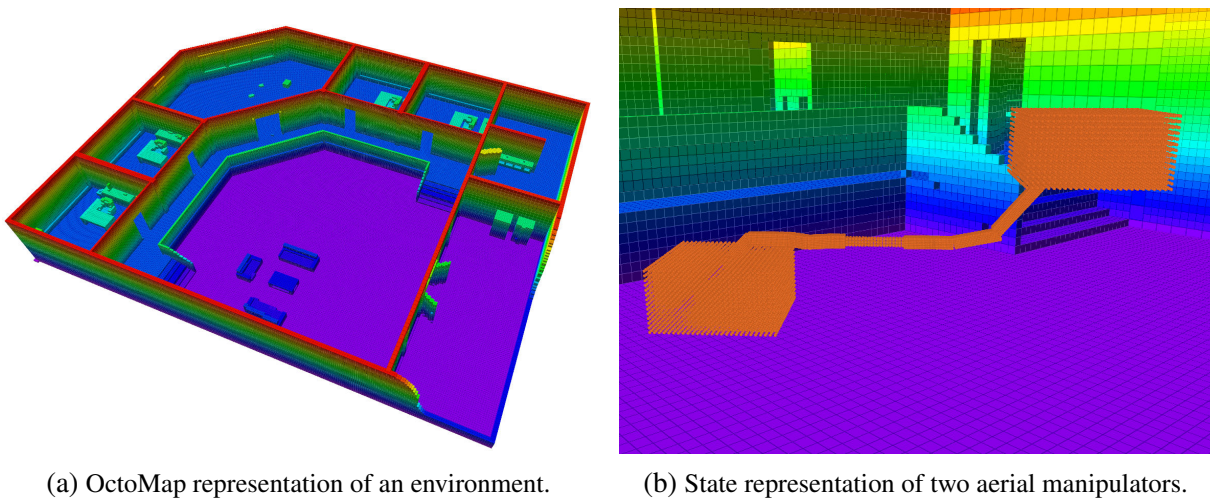 (a) OctoMap representation of an environment.
(b) State representation of two aerial manipulators.